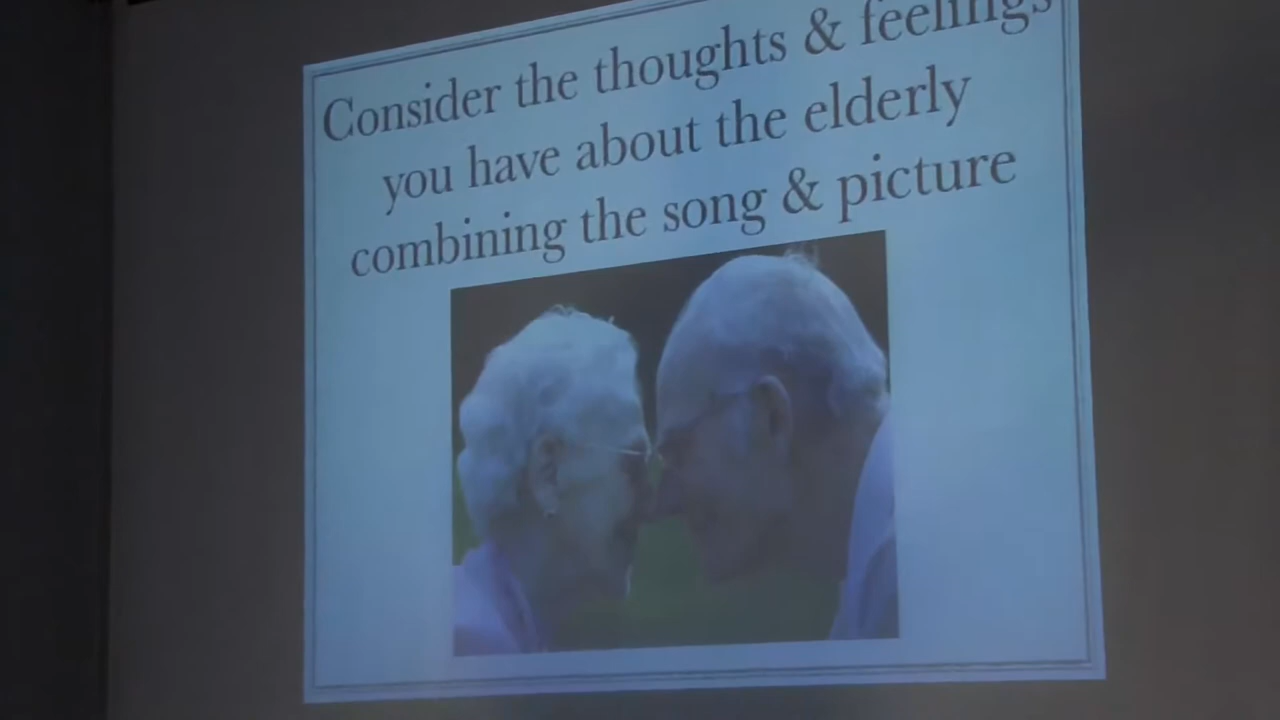 Consider the thoughts & feelings
you have about the elderly
combining the song & picture